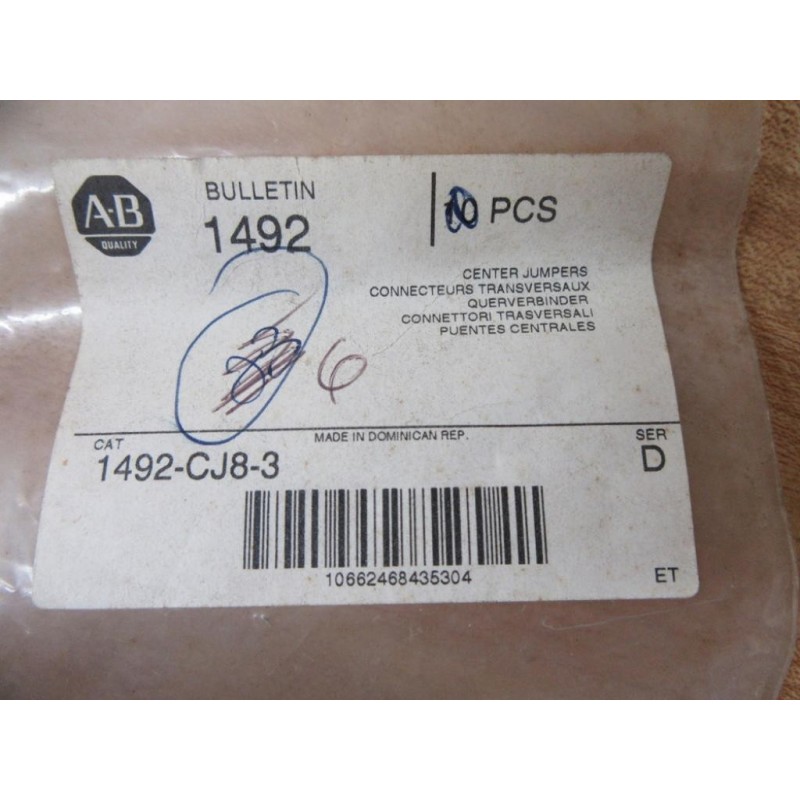 A-B
QUALITY
BULLETIN
1492
10 PCS
CENTER JUMPERS
CONNECTEURS TRANSVERSAUX
QUERVERBINDER
CONNETTORI TRASVERSALI
PUENTES CENTRALES
6
CAT
MADE IN DOMINICAN REP.
SER
1492-CJ8-3
D
10662468435304
ET